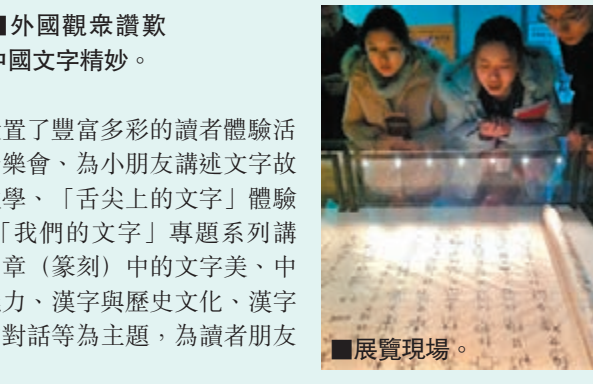 ■外國觀衆讚歎
中國文字精妙。
置了豐富多彩的讀者體驗活
樂會、為小朋友講述文字故
學、「舌尖上的文字」體驗
「我們的文字」專題系列講
章（篆刻）中的文字美、中
力、漢字與歷史文化、漢字
對話等為主題，為讀者朋友
■展覽現場。